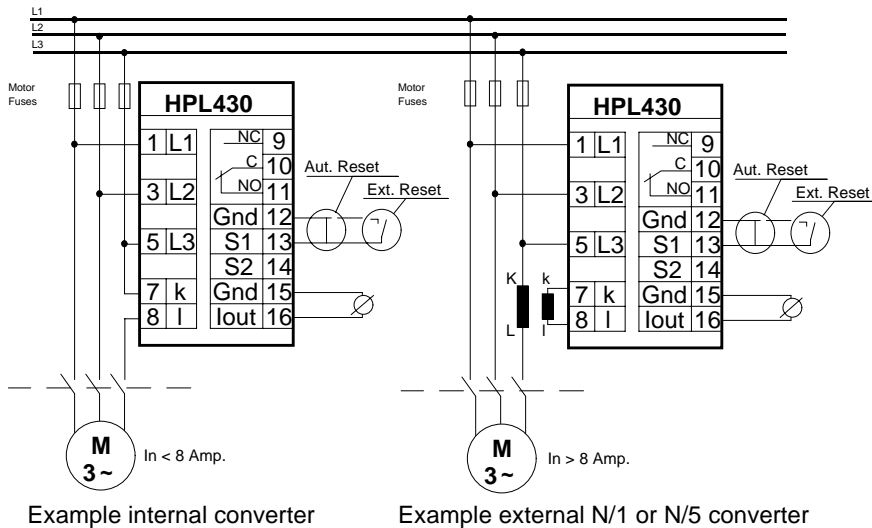 L1
L2
L3
Motor
Fuses
HPL430
1 L1 NC 9
C 10
3 L2 NO 11
Gnd 12
5 L3 S1 13
S2 14
7 k Gnd 15
8 l Iout 16
Aut. Reset
Ext. Reset
M
3 ~
In < 8 Amp.
Example internal converter
Motor
Fuses
HPL430
1 L1 NC 9
C 10
3 L2 NO 11
Gnd 12
5 L3 S1 13
S2 14
7 k Gnd 15
8 l Iout 16
Aut. Reset
Ext. Reset
K k
L l
M
3 ~
In > 8 Amp.
Example external N/1 or N/5 converter